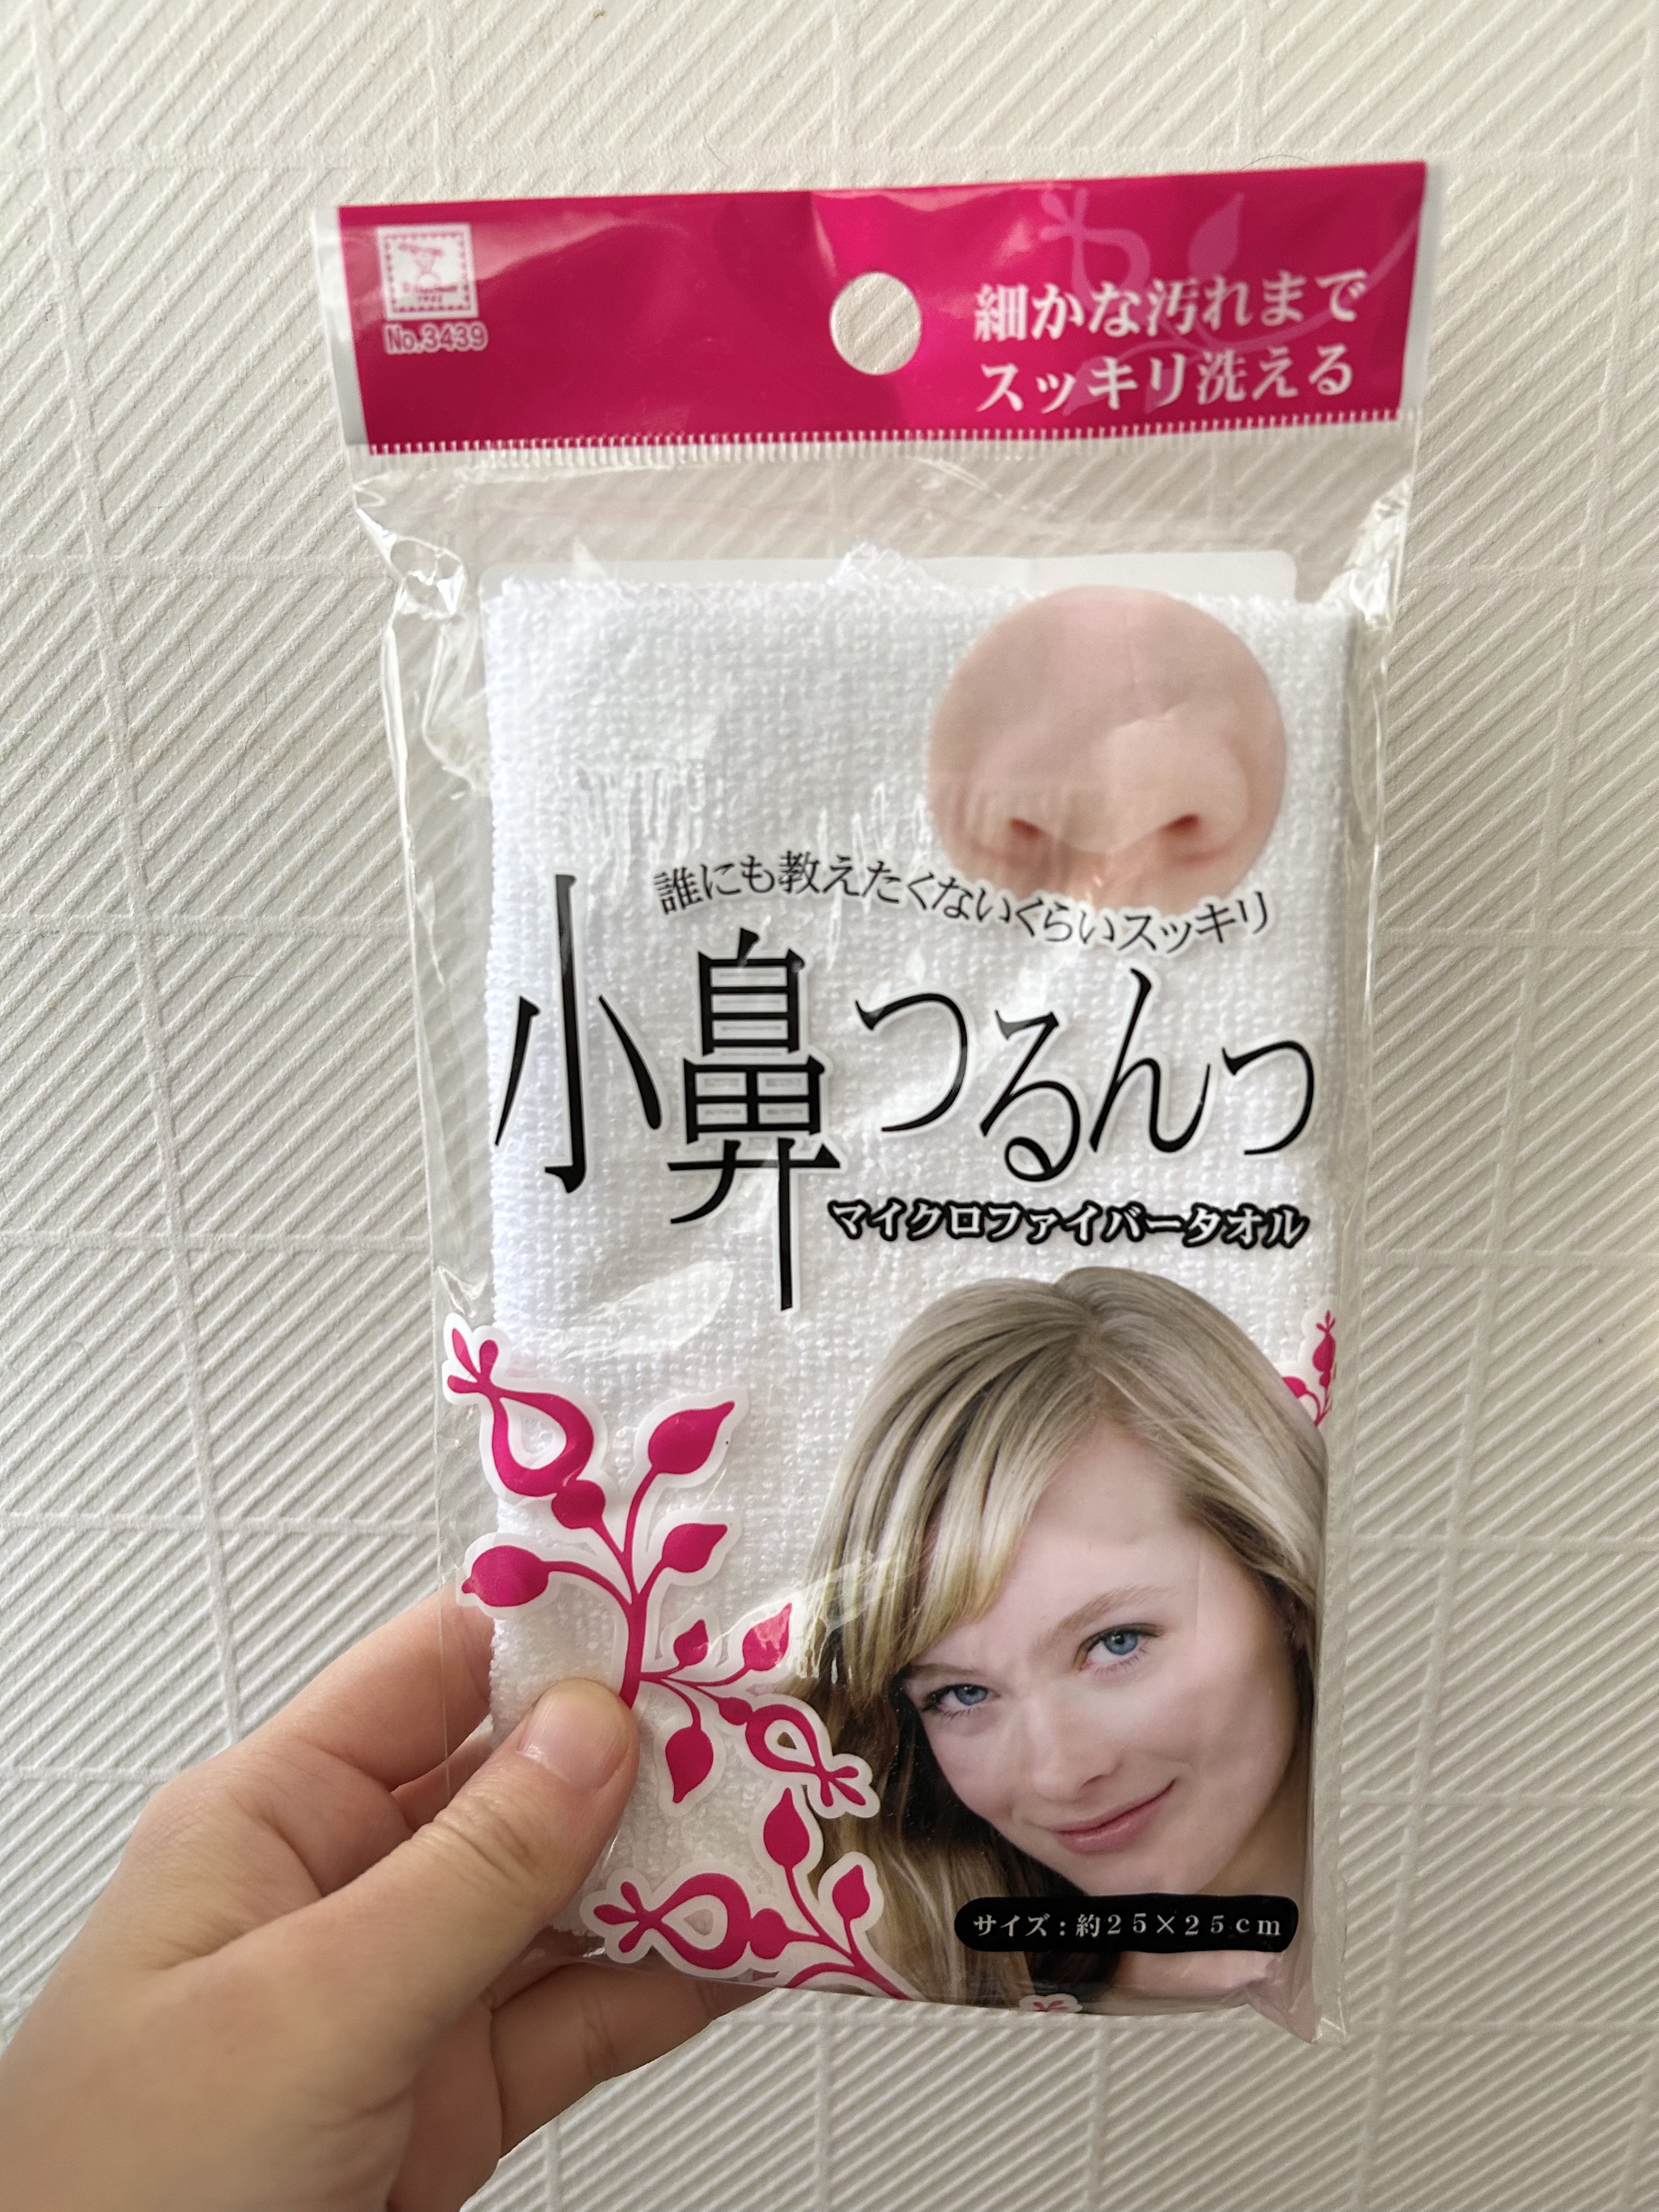 No.3439
細かな汚れまで
スッキリ洗える
誰にも教えたくないくらいスッキリ
小鼻つるんっ
マイクロファイバータオル
サイズ:約25×25cm